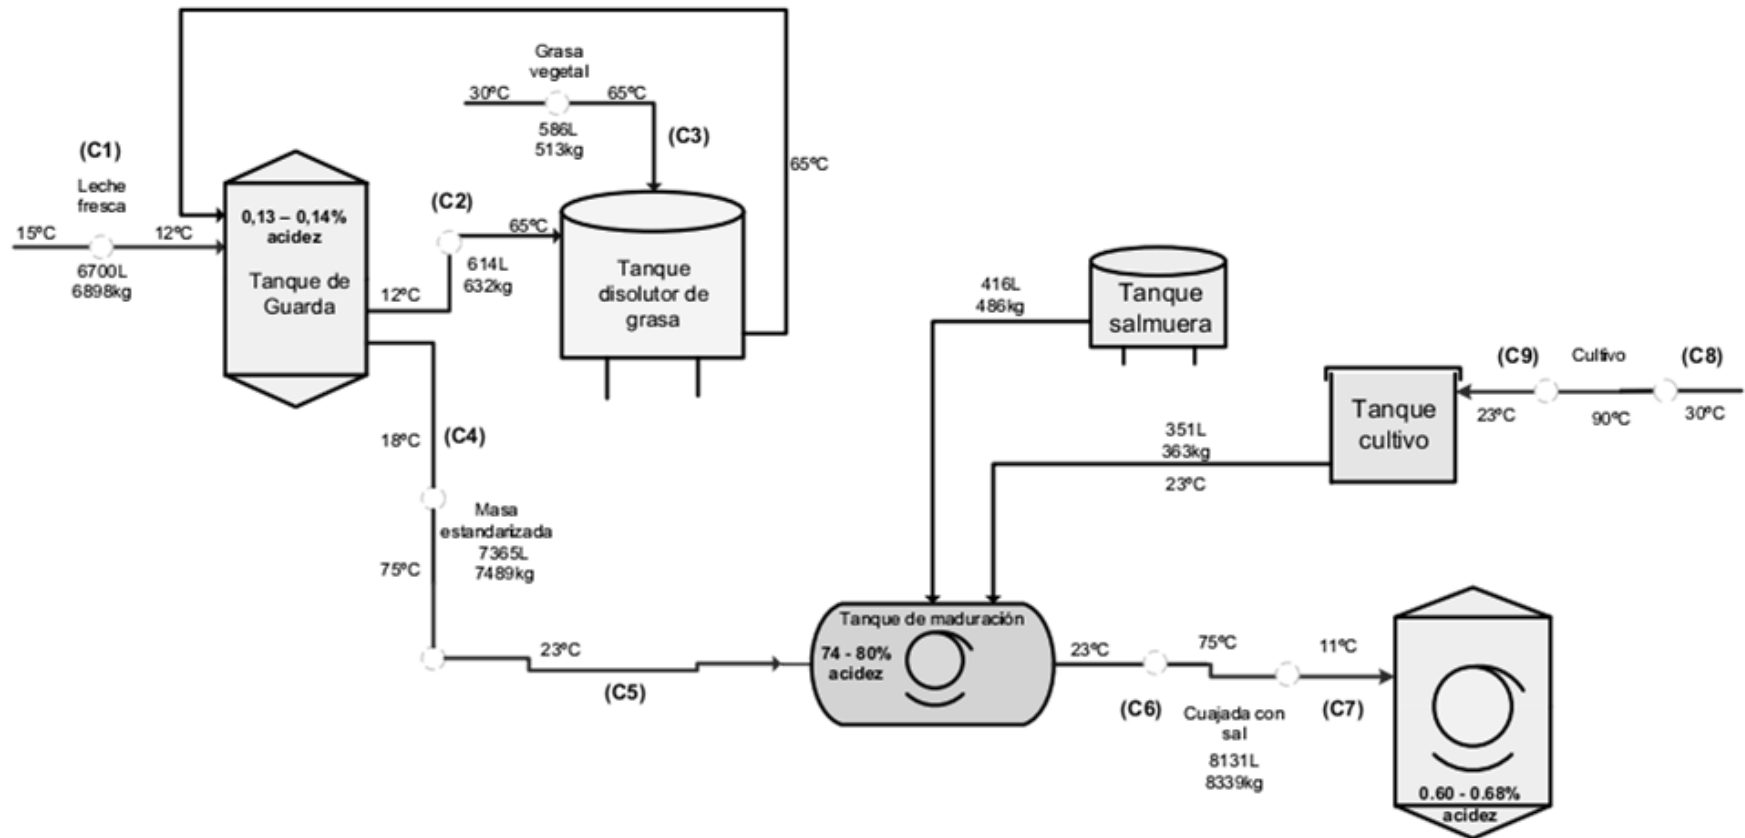 (C1)
Leche
fresca
15ºC
12ºC
6700L
6898kg
0,13 – 0,14%
acidez
Tanque de
Guarda
12ºC
(C2)
65ºC
614L
632kg
Grasa
vegetal
30ºC
65ºC
586L
513kg
(C3)
65ºC
Tanque
disolutor de
grasa
18ºC
(C4)
Masa
estandarizada
7365L
7489kg
75ºC
23ºC
(C5)
416L
486kg
Tanque
salmuera
(C9)
Cultivo
(C8)
23ºC
90ºC
30ºC
Tanque
cultivo
351L
363kg
23ºC
Tanque de maduración
74 - 80%
acidez
23ºC
(C6)
75ºC
Cuajada con
sal
8131L
8339kg
11ºC
(C7)
0.60 - 0.68%
acidez